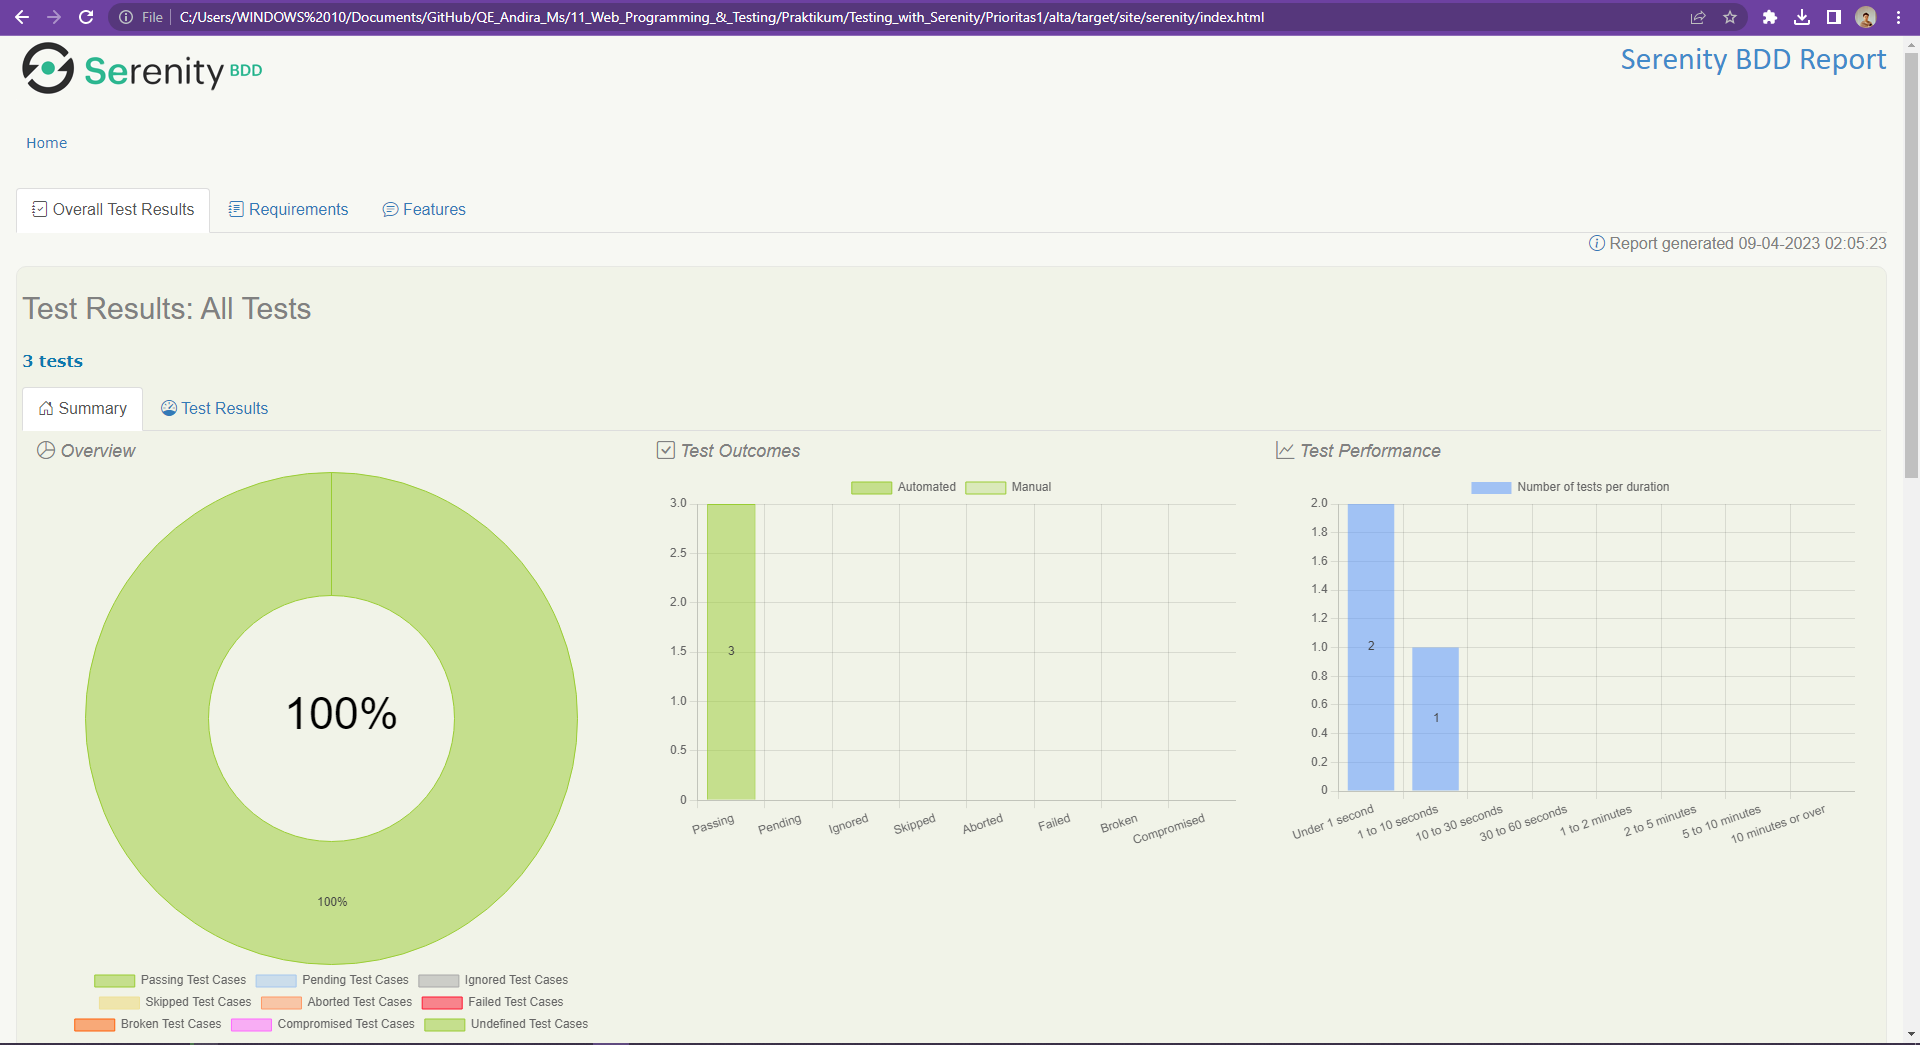 File C:/Users/WINDOWS%2010/Documents/GitHub/QE_Andira_Ms/11_Web_Programming_&_Testing/Praktikum/Testing_with_Serenity/Prioritas1/alta/target/site/serenity/index.html
Serenity BDD
Serenity BDD Report
Home
Overall Test Results Requirements Features
Report generated 09-04-2023 02:05:23
Test Results: All Tests
3 tests
Summary Test Results
Overview
100%
100%
Passing Test Cases Pending Test Cases Ignored Test Cases
Skipped Test Cases Aborted Test Cases Failed Test Cases
Broken Test Cases Compromised Test Cases Undefined Test Cases
Test Outcomes
Automated Manual
3.0
2.5
2.0
1.5
1.0
0.5
0
3
Passing Pending Ignored Skipped Aborted Failed Broken Compromised
Test Performance
Number of tests per duration
2.0
1.8
1.6
1.4
1.2
1.0
0.8
0.6
0.4
0.2
0
2
1
Under 1 second 1 to 10 seconds 10 to 30 seconds 30 to 60 seconds 1 to 2 minutes 2 to 5 minutes 5 to 10 minutes 10 minutes or over